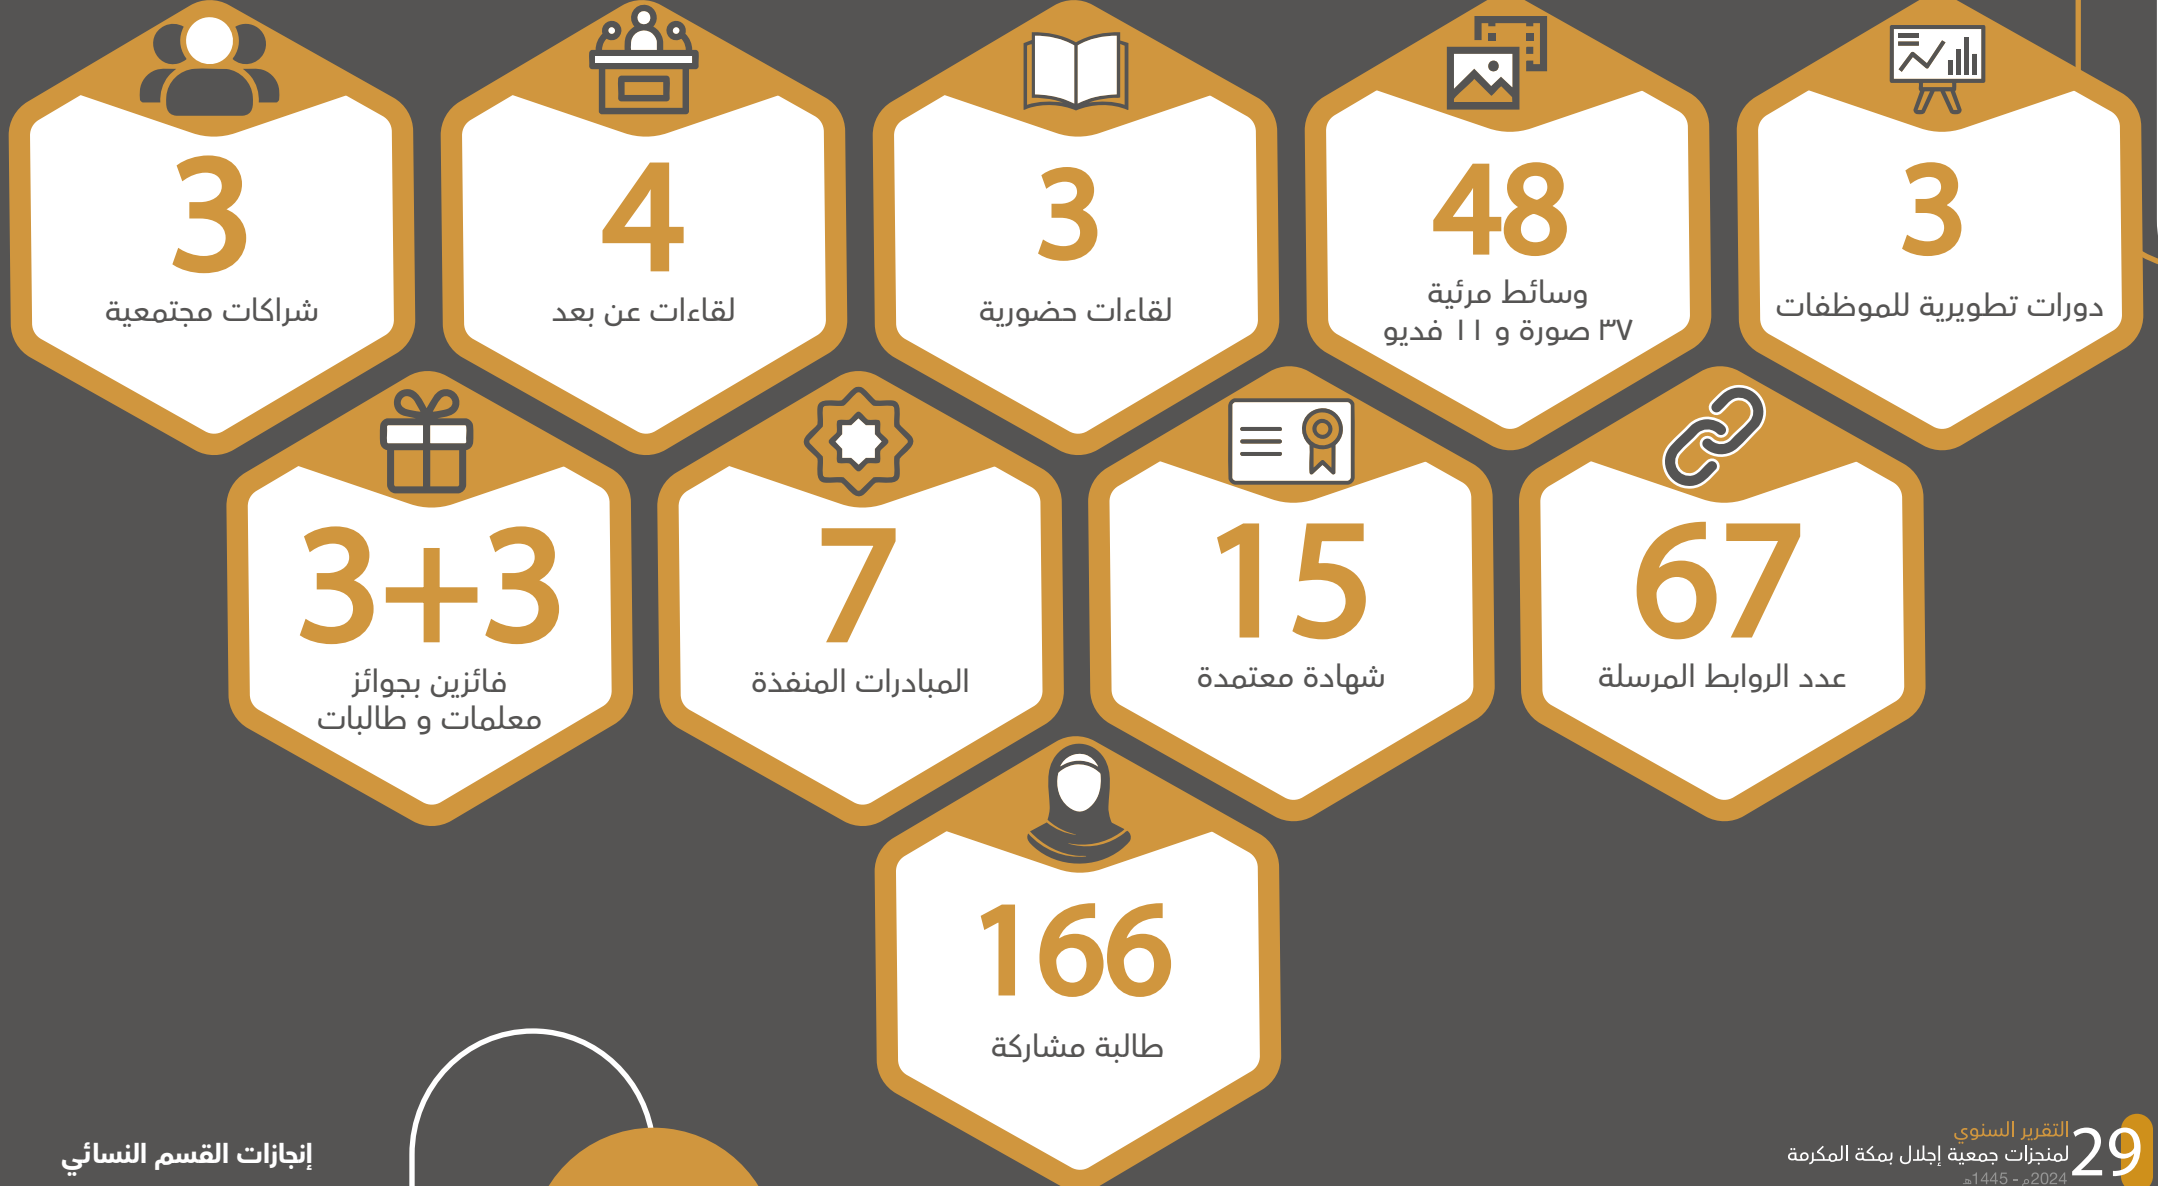 3
دورات تطويرية للموظفات
48
وسائط مرئية
٣٧ صورة و ١١ فديو
3
لقاءات حضورية
4
لقاءات عن بعد
3
شراكات مجتمعية
67
عدد الروابط المرسلة
15
شهادة معتمدة
7
المبادرات المنفذة
3+3
فائزين بجوائز
معلمات و طالبات
166
طالبة مشاركة
29
التقرير السنوي
لمنجزات جمعية إجلال بمكة المكرمة
2024م - 1445هـ
إنجازات القسم النسائي